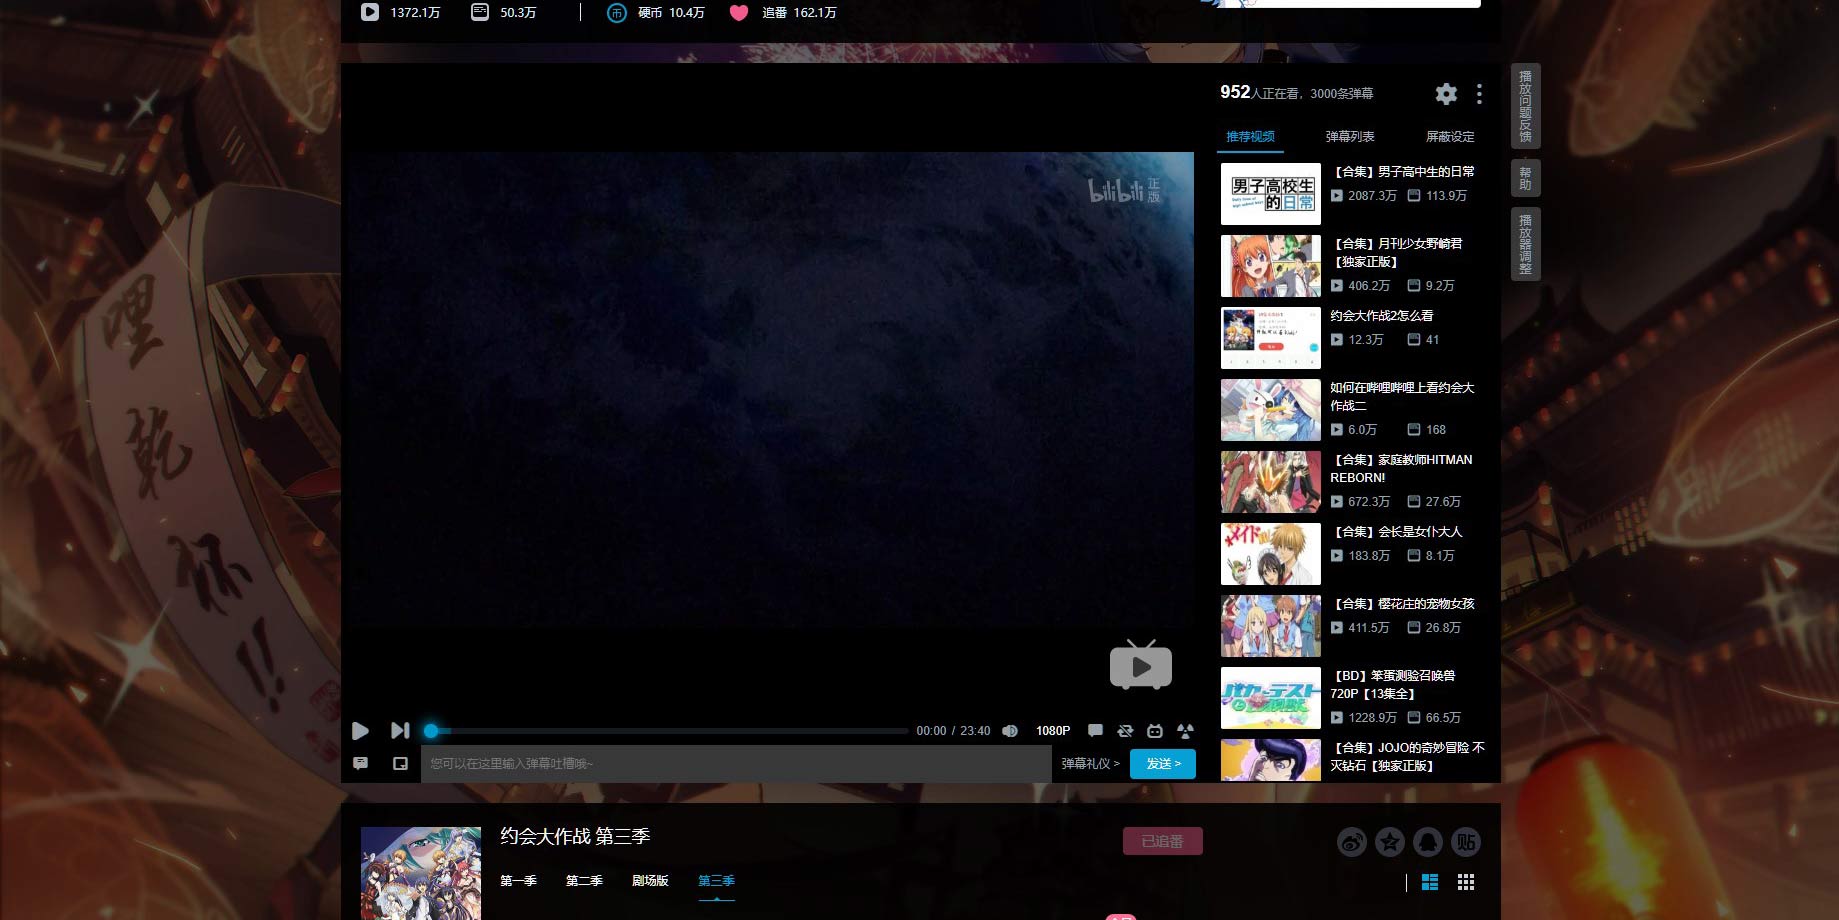 1372.1万
50.3万
硬币 10.4万
追番 162.1万
952人正在看，3000条弹幕
推荐视频
弹幕列表
屏蔽设定
bilibili 正版
男子高校生
的日常
【合集】男子高中生的日常
2087.3万 113.9万
【合集】月刊少女野崎君
【独家正版】
406.2万 9.2万
约会大作战2怎么看
12.3万 41
如何在哔哩哔哩上看约会大
作战二
6.0万 168
【合集】家庭教师HITMAN
REBORN!
672.3万 27.6万
【合集】会长是女仆大人
183.8万 8.1万
【合集】樱花庄的宠物女孩
411.5万 26.8万
【BD】笨蛋测验召唤兽
720P【13集全】
1228.9万 66.5万
【合集】JOJO的奇妙冒险 不
灭钻石【独家正版】
播放问题反馈
帮助
播放器调整
哩乾杯!!
00:00 / 23:40
1080P
您可以在这里输入弹幕吐槽哦~
弹幕礼仪 >
发送 >
约会大作战 第三季
已追番
贴
第一季
第二季
剧场版
第三季